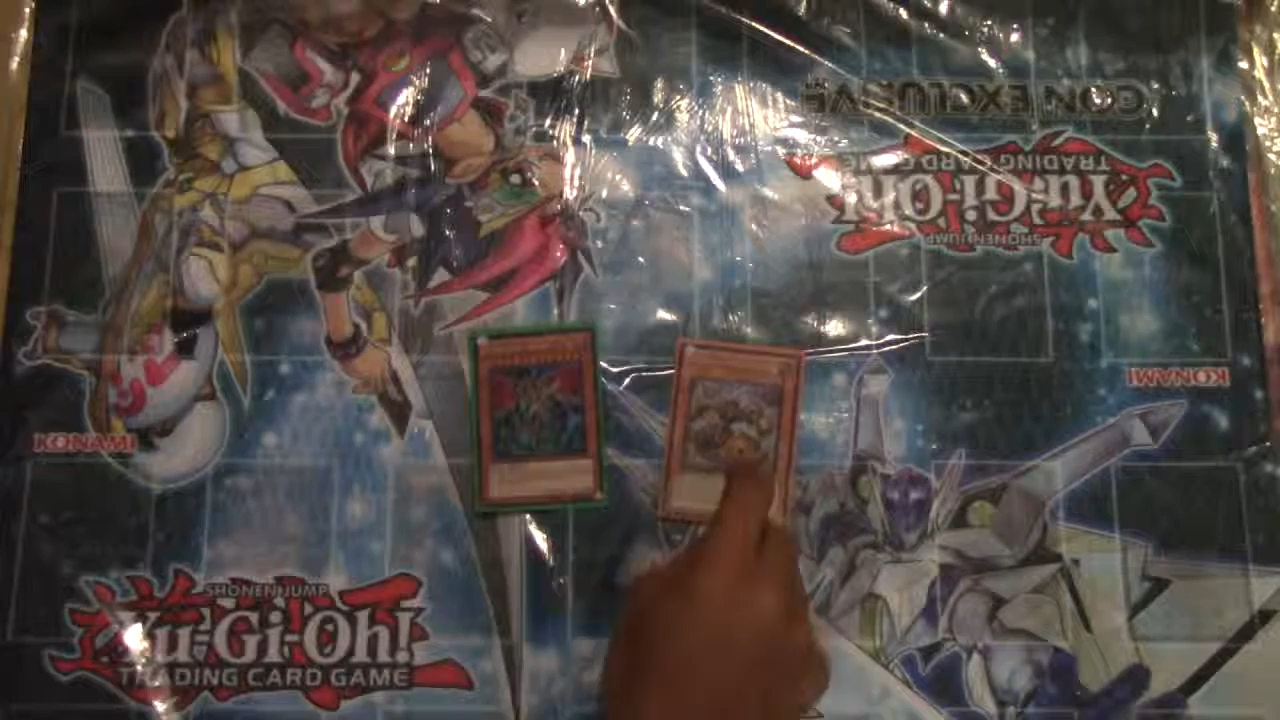 CON EXCLUSIVE
Yu-Gi-Oh!
TRADING CARD GAME
SHONEN JUMP
KONAMI
KONAMI
SHONEN JUMP
Yu-Gi-Oh!
TRADING CARD GAME